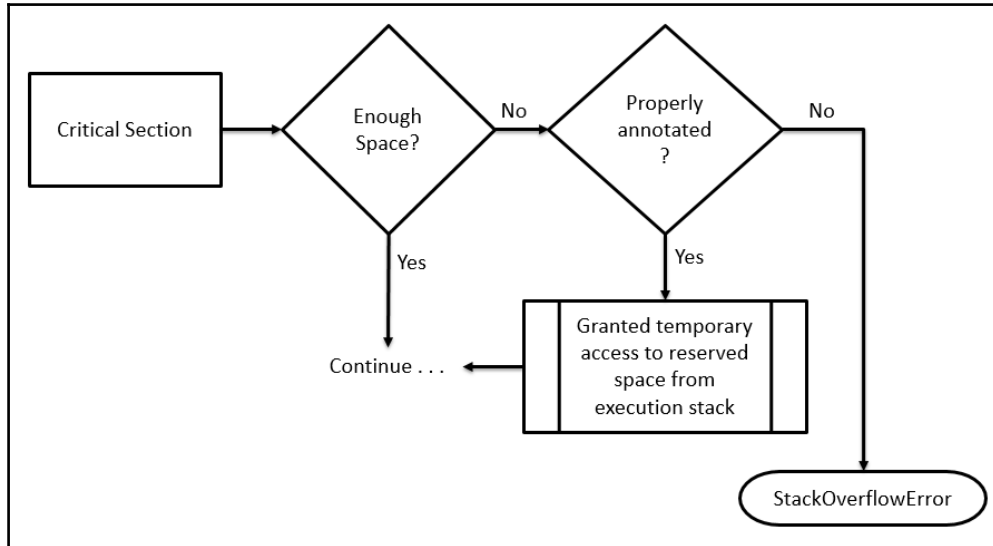 Critical Section
Enough
Space?
No
Properly
annotated
?
No
Yes
Yes
Continue . . .
Granted temporary
access to reserved
space from
execution stack
StackOverflowError